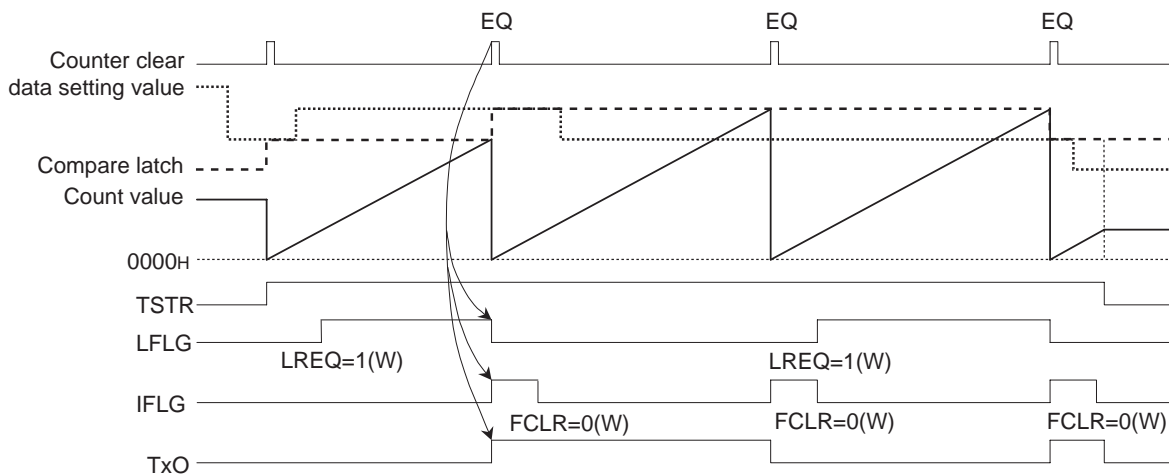 EQ EQ EQ
Counter clear
data setting value
Compare latch
Count value
0000H
TSTR
LFLG
LREQ=1(W) LREQ=1(W)
IFLG
FCLR=0(W) FCLR=0(W) FCLR=0(W)
TxO